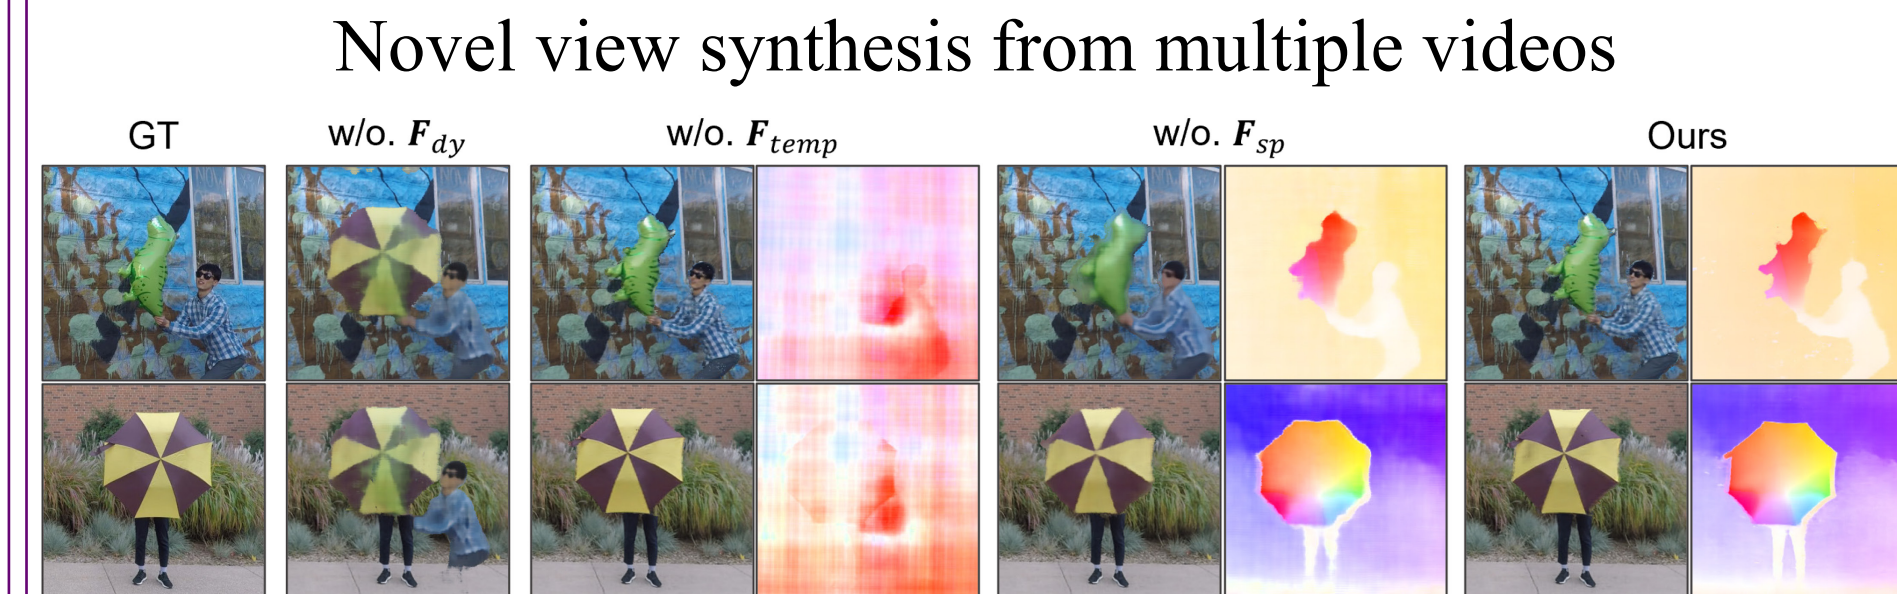 Novel view synthesis from multiple videos
GT w/o. F_dy w/o. F_temp w/o. F_sp Ours